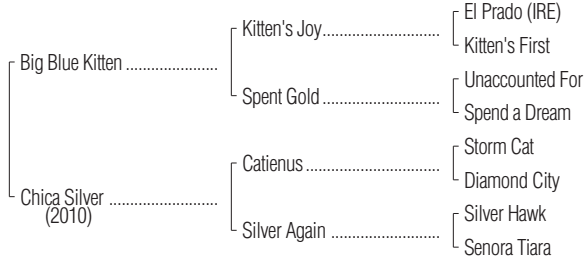 El Prado (IRE)
Kitten's Joy
Kitten's First
Big Blue Kitten
Unaccounted For
Spent Gold
Spend a Dream
Storm Cat
Catienus
Diamond City
Chica Silver
(2010)
Silver Hawk
Silver Again
Senora Tiara